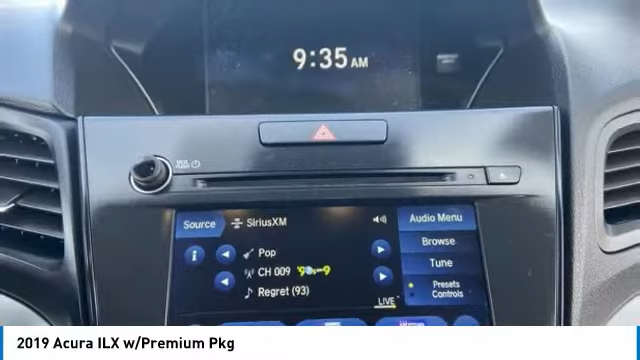 9:35 AM
VOL
Source
SiriusXM
Audio Menu
Pop
Browse
CH 009
Tune
Regret (93)
Presets
Controls
LIVE
2019 Acura ILX w/Premium Pkg